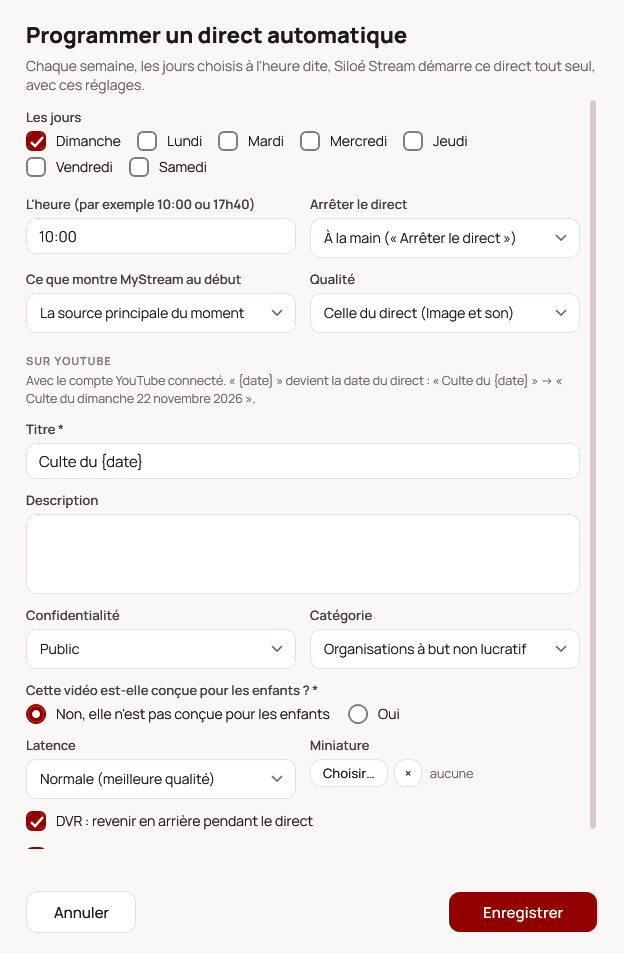 Programmer un direct automatique
Chaque semaine, les jours choisis à l'heure dite, Siloé Stream démarre ce direct tout seul,
avec ces réglages.
Les jours
Dimanche Lundi Mardi Mercredi Jeudi
Vendredi Samedi
L'heure (par exemple 10:00 ou 17h40) Arrêter le direct
10:00 À la main (« Arrêter le direct »)
Ce que montre MyStream au début Qualité
La source principale du moment Celle du direct (Image et son)
SUR YOUTUBE
Avec le compte YouTube connecté. « {date} » devient la date du direct : « Culte du {date} » → «
Culte du dimanche 22 novembre 2026 ».
Titre *
Culte du {date}
Description
Confidentialité Catégorie
Public Organisations à but non lucratif
Cette vidéo est-elle conçue pour les enfants ? *
Non, elle n'est pas conçue pour les enfants Oui
Latence Miniature
Normale (meilleure qualité) Choisir... × aucune
DVR : revenir en arrière pendant le direct
Annuler Enregistrer